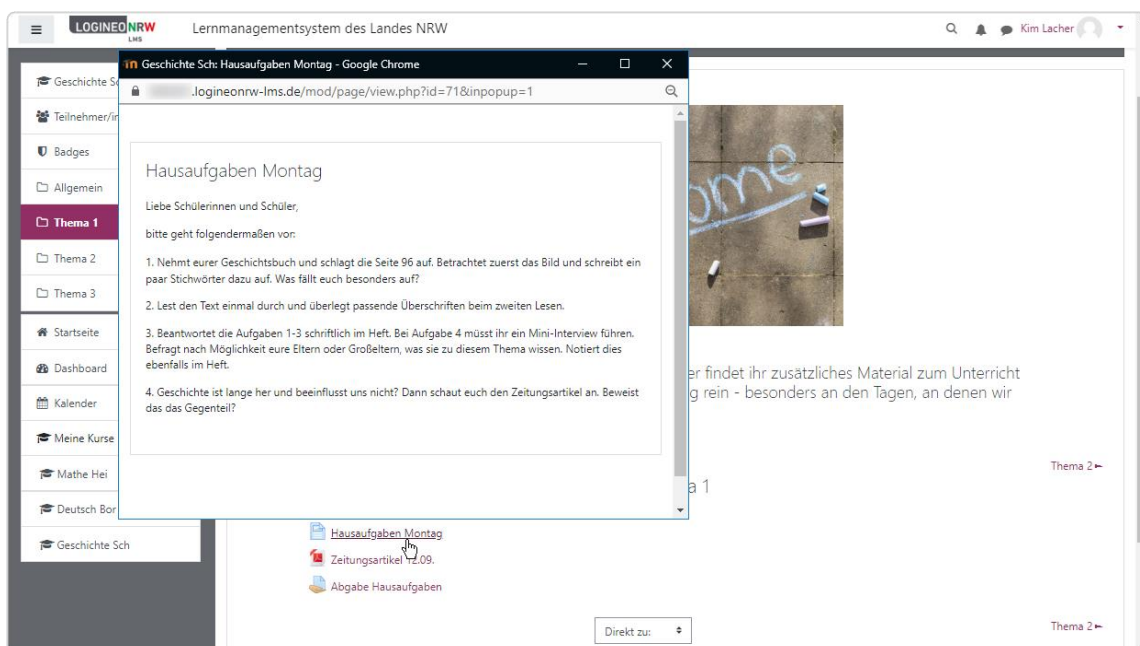 LOGINEO NRW
LMS
Lernmanagementsystem des Landes NRW
Kim Lacher
Geschichte Sch: Hausaufgaben Montag - Google Chrome
.logineonrw-lms.de/mod/page/view.php?id=71&inpopup=1
Hausaufgaben Montag
Liebe Schülerinnen und Schüler,
bitte geht folgendermaßen vor:
1. Nehmt eurer Geschichtsbuch und schlagt die Seite 96 auf. Betrachtet zuerst das Bild und schreibt ein
paar Stichwörter dazu auf. Was fällt euch besonders auf?
2. Lest den Text einmal durch und überlegt passende Überschriften beim zweiten Lesen.
3. Beantwortet die Aufgaben 1-3 schriftlich im Heft. Bei Aufgabe 4 müsst ihr ein Mini-Interview führen.
Befragt nach Möglichkeit eure Eltern oder Großeltern, was sie zu diesem Thema wissen. Notiert dies
ebenfalls im Heft.
4. Geschichte ist lange her und beeinflusst uns nicht? Dann schaut euch den Zeitungsartikel an. Beweist
das das Gegenteil?
Geschichte Sc
Teilnehmer/in
Badges
Allgemein
Thema 1
Thema 2
Thema 3
Startseite
Dashboard
Kalender
Meine Kurse
Mathe Hei
Deutsch Bor
Geschichte Sch
ome
er findet ihr zusätzliches Material zum Unterricht
g rein - besonders an den Tagen, an denen wir
Thema 2
a 1
Hausaufgaben Montag
Zeitungsartikel 12.09.
Abgabe Hausaufgaben
Direkt zu:
Thema 2